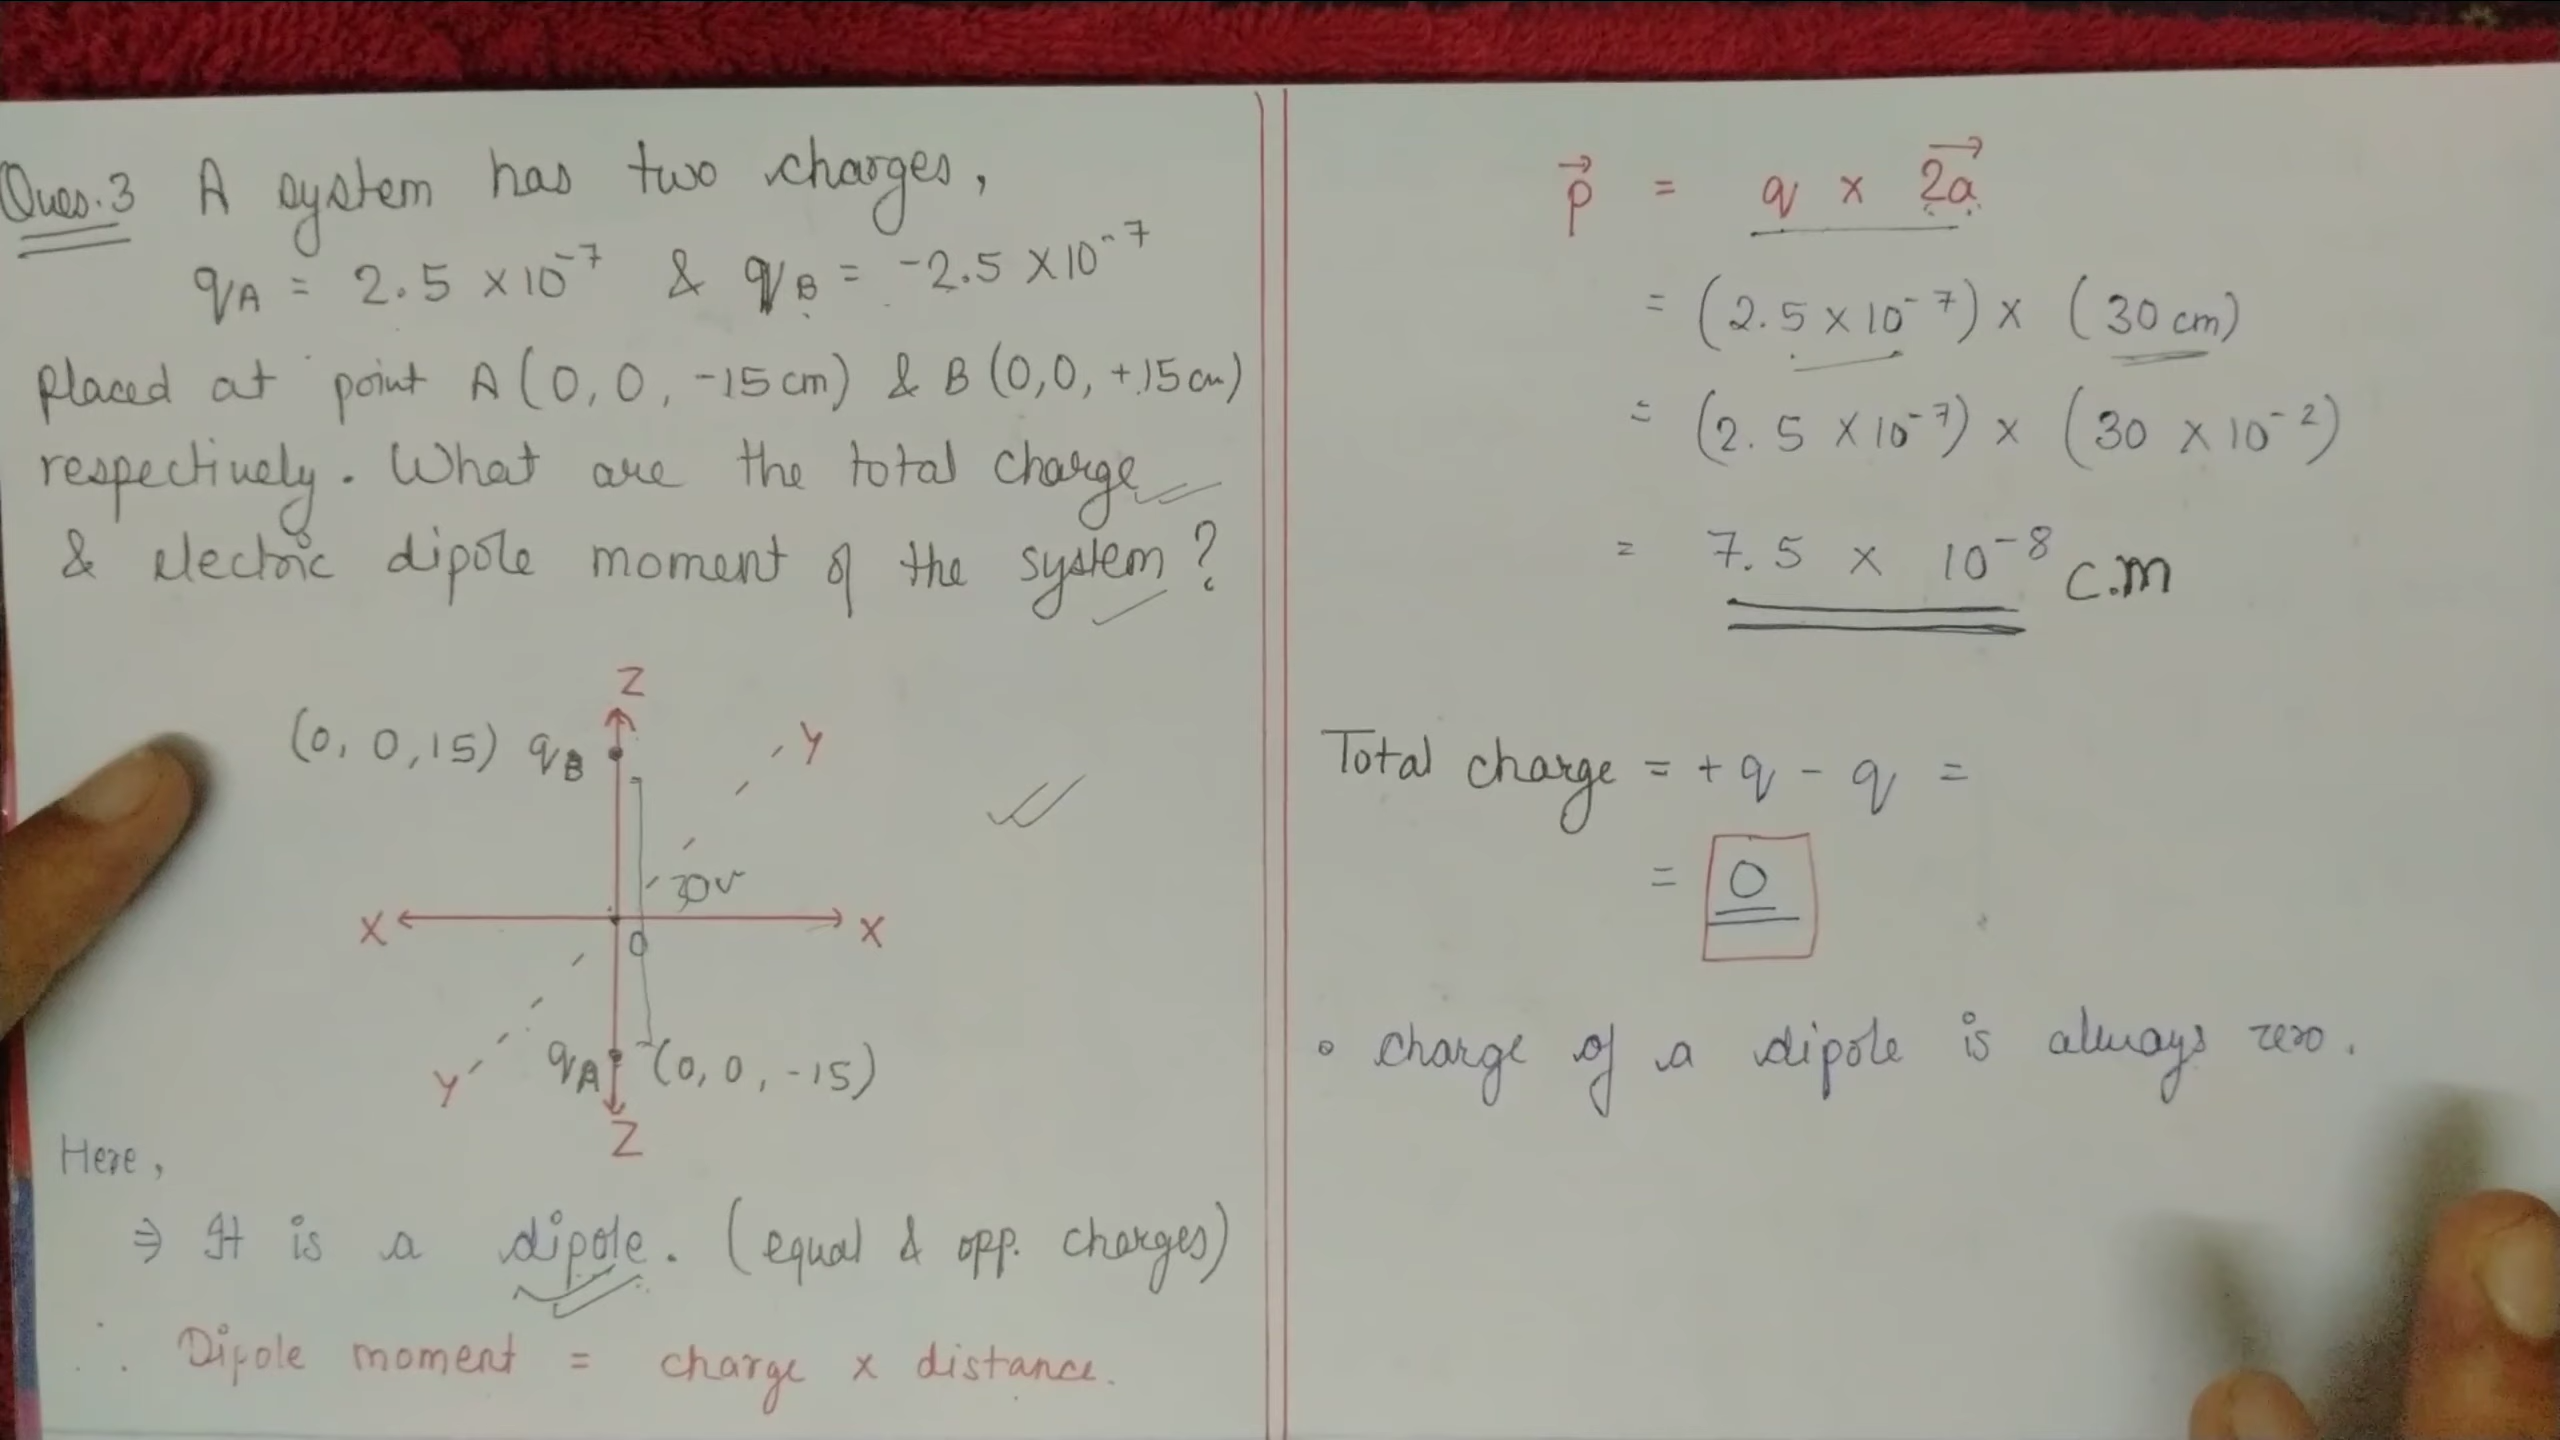 Ques.3 A system has two charges,
qA = 2.5 × 10⁻⁷ & qB = -2.5 × 10⁻⁷
placed at point A (0, 0, -15 cm) & B (0,0, +15 cm)
respectively. What are the total charge
& electric dipole moment of the system?
Z
(0, 0, 15) qB
Y
30
X X
O
qA (0, 0, -15)
Y
Z
Here,
⇒ It is a dipole. (equal & opp. charges)
∴ Dipole moment = charge × distance.
p⃗ = q × 2a⃗
= (2.5 × 10⁻⁷) × (30 cm)
= (2.5 × 10⁻⁷) × (30 × 10⁻²)
= 7.5 × 10⁻⁸ C.m
Total charge = +q - q =
= 0
• charge of a dipole is always zero.